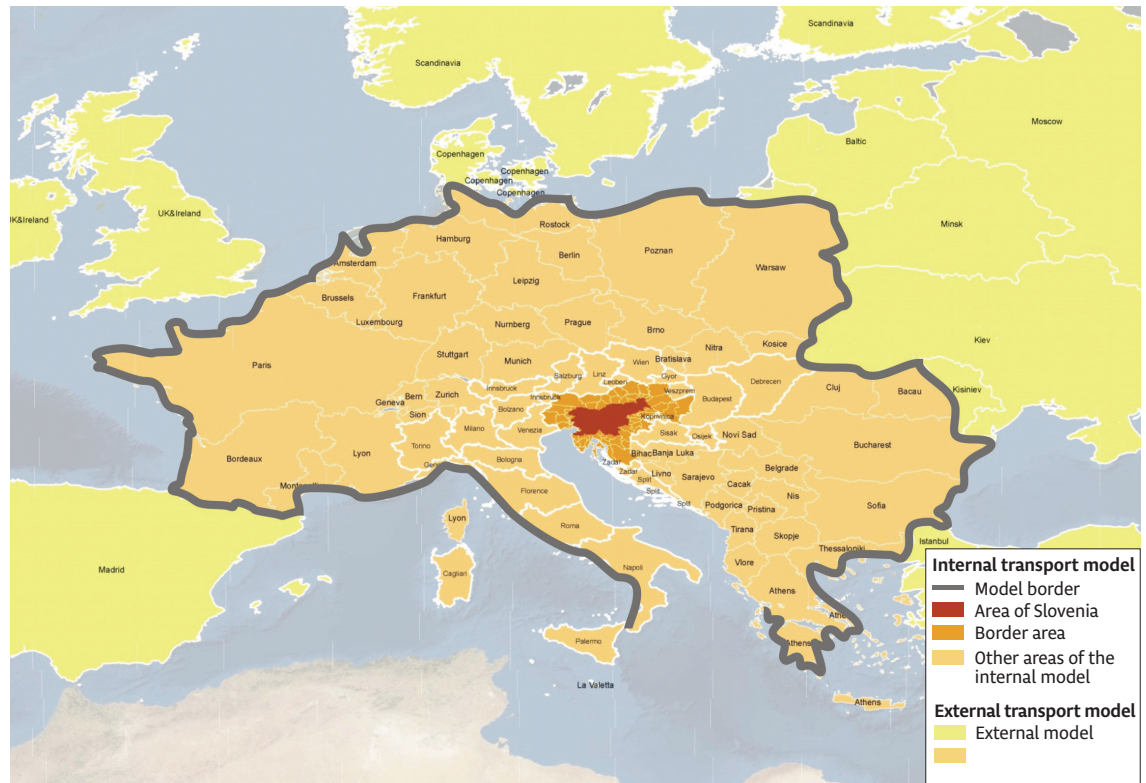 Scandinavia
Scandinavia
Moscow
Copenhagen
Baltic
Copenhagen
Copenhagen
Copenhagen
UK&Ireland
UK&Ireland
Minsk
Rostock
Hamburg
Berlin
Poznan
Amsterdam
Warsaw
Leipzig
Brussels
Frankfurt
Luxembourg
Nurnberg
Prague
Brno
Kiev
Nitra
Kosice
Paris
Stuttgart
Munich
Wien
Bratislava
Salzburg
Linz
Leoben
Gyor
Debrecen
Cluj
Bacau
Kisiniev
Bern
Zurich
Innsbruck
Innsbruck
Veszprem
Budapest
Geneva
Sion
Bolzano
Koprivnica
Milano
Venezia
Sisak
Osijek
Novi Sad
Torino
Bucharest
Bordeaux
Lyon
Bologna
Bihac
Banja Luka
Zadar
Zadar
Livno
Belgrade
Split
Split
Split
Sarajevo
Cacak
Nis
Florence
Podgorica
Pristina
Sofia
Lyon
Roma
Tirana
Skopje
Istanbul
Thessaloniki
Madrid
Cagliari
Napoli
Vlore
Athens
Athens
Palermo
La Valetta
Athens
Internal transport model
Model border
Area of Slovenia
Border area
Other areas of the
internal model
External transport model
External model